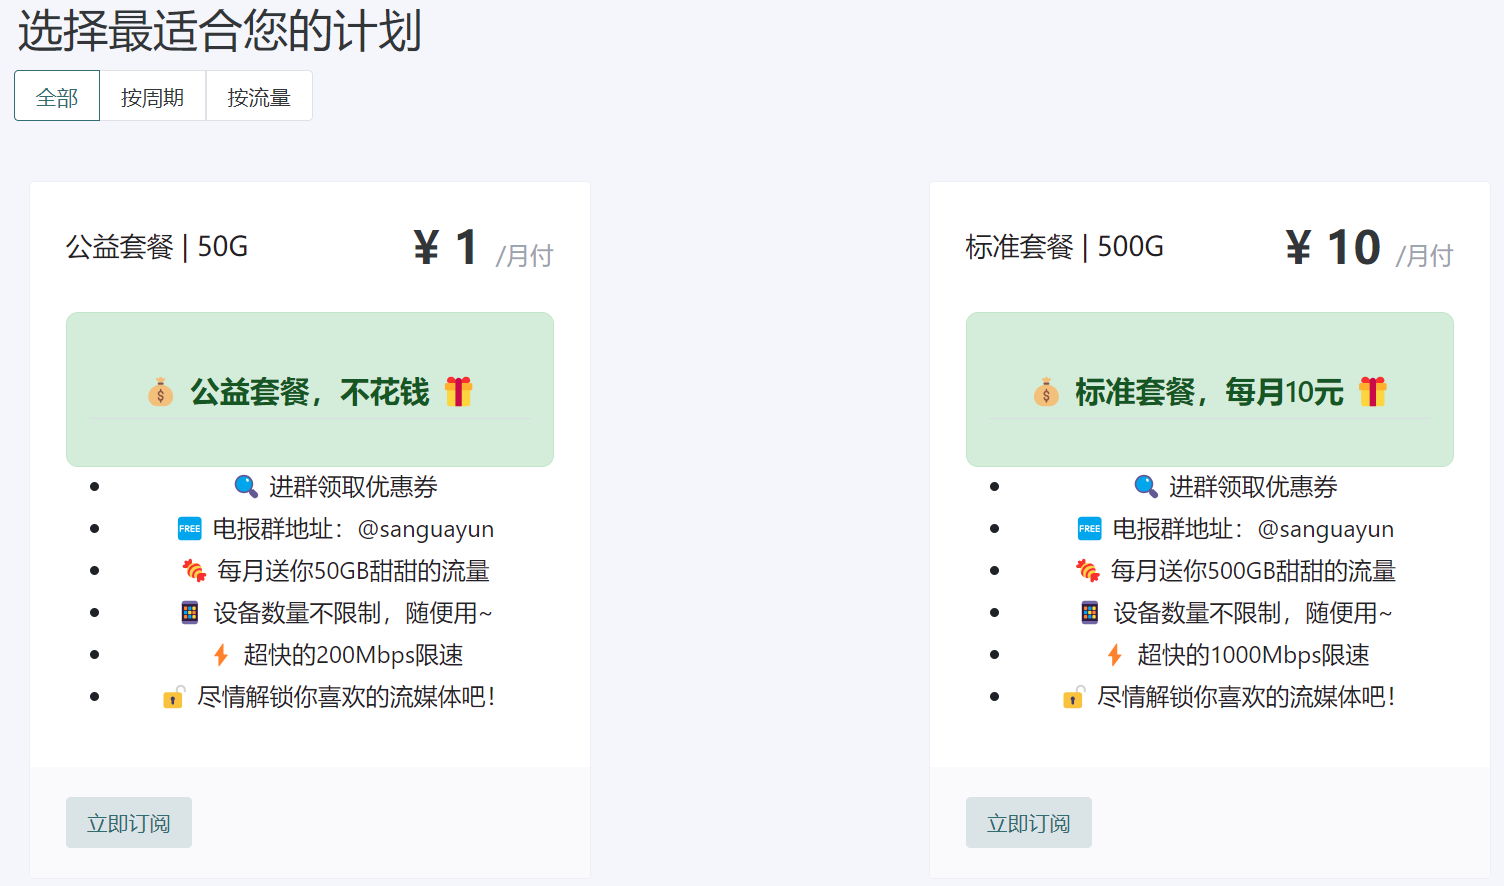 选择最适合您的计划
全部 按周期 按流量
公益套餐 | 50G ¥ 1 /月付
💰 公益套餐，不花钱 🎁
🔍 进群领取优惠券
🆓 电报群地址：@sanguayun
🍬 每月送你50GB甜甜的流量
📱 设备数量不限制，随便用~
⚡ 超快的200Mbps限速
🔓 尽情解锁你喜欢的流媒体吧！
立即订阅
标准套餐 | 500G ¥ 10 /月付
💰 标准套餐，每月10元 🎁
🔍 进群领取优惠券
🆓 电报群地址：@sanguayun
🍬 每月送你500GB甜甜的流量
📱 设备数量不限制，随便用~
⚡ 超快的1000Mbps限速
🔓 尽情解锁你喜欢的流媒体吧！
立即订阅